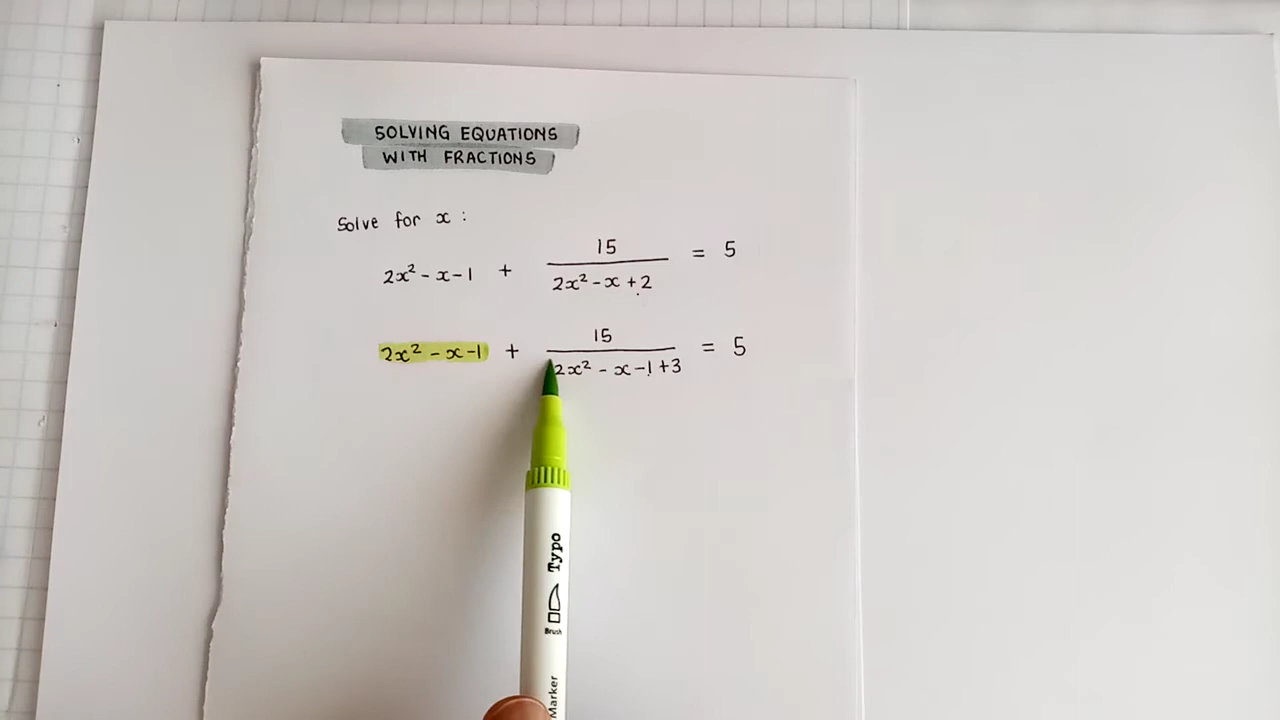 SOLVING EQUATIONS
WITH FRACTIONS
Solve for x :
2x² - x - 1 + 15/(2x² - x + 2) = 5
2x² - x - 1 + 15/(2x² - x - 1 + 3) = 5
Typo
Brush
Marker